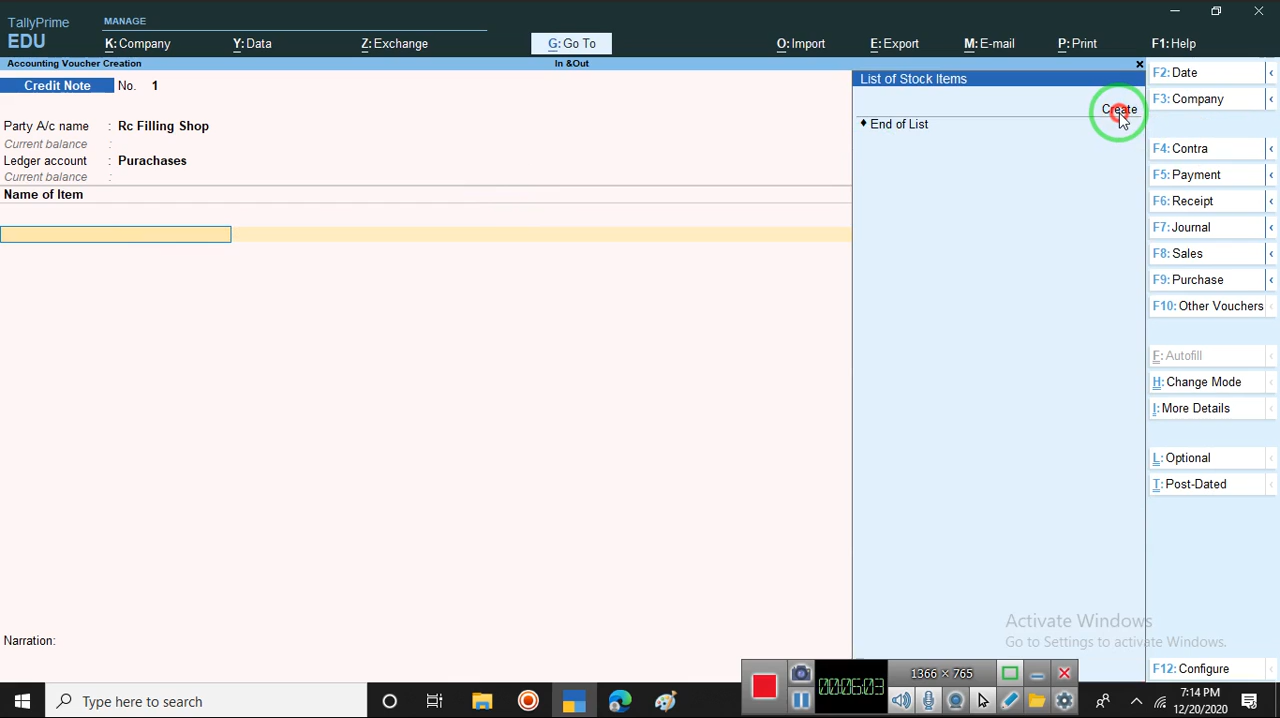 TallyPrime
EDU
MANAGE
K: Company
Y: Data
Z: Exchange
G: Go To
O: Import
E: Export
M: E-mail
P: Print
F1: Help
Accounting Voucher Creation
In &Out
Credit Note No. 1
Party A/c name : Rc Filling Shop
Current balance :
Ledger account : Purachases
Current balance :
Name of Item
Narration:
List of Stock Items
Create
End of List
F2: Date
F3: Company
F4: Contra
F5: Payment
F6: Receipt
F7: Journal
F8: Sales
F9: Purchase
F10: Other Vouchers
F: Autofill
H: Change Mode
I: More Details
L: Optional
T: Post-Dated
F12: Configure
Activate Windows
Go to Settings to activate Windows.
00:06:03
1366 × 765
Type here to search
7:14 PM
12/20/2020